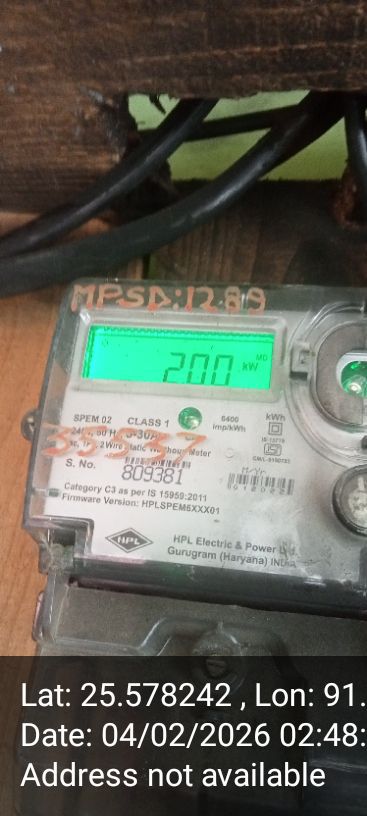 MPSD:1289
200 kW MD
SPEM 02 CLASS 1
6400 imp/kWh
kWh
35537
S. No. 809381
Category C3 as per IS 15959:2011
Firmware Version: HPLSPEM6XXX01
HPL
HPL Electric & Power
Gurugram (Haryana) INDIA
Lat: 25.578242 , Lon: 91.
Date: 04/02/2026 02:48:
Address not available